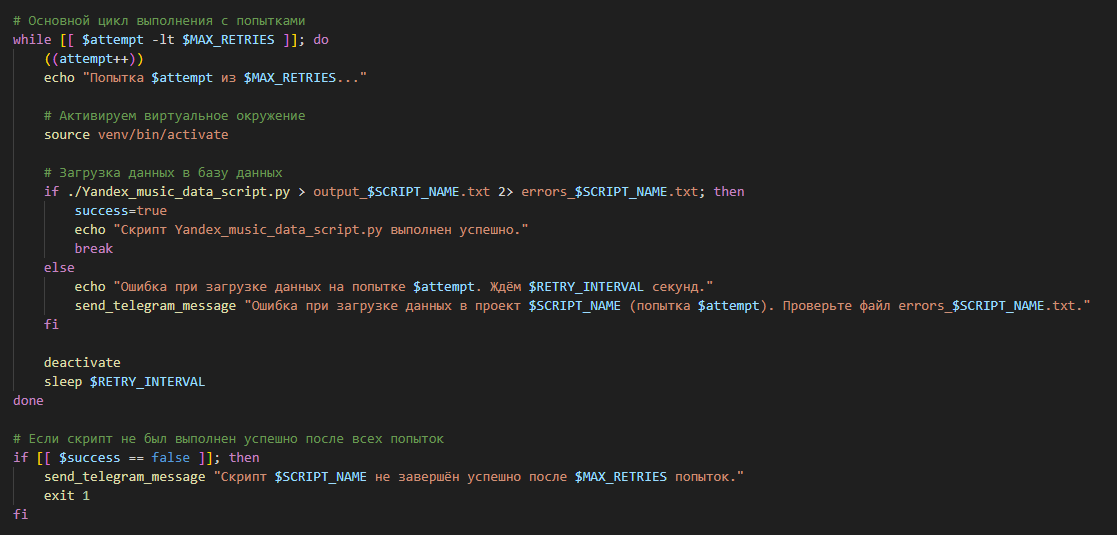 # Основной цикл выполнения с попытками
while [[ $attempt -lt $MAX_RETRIES ]]; do
    ((attempt++))
    echo "Попытка $attempt из $MAX_RETRIES..."

    # Активируем виртуальное окружение
    source venv/bin/activate

    # Загрузка данных в базу данных
    if ./Yandex_music_data_script.py > output_$SCRIPT_NAME.txt 2> errors_$SCRIPT_NAME.txt; then
        success=true
        echo "Скрипт Yandex_music_data_script.py выполнен успешно."
        break
    else
        echo "Ошибка при загрузке данных на попытке $attempt. Ждём $RETRY_INTERVAL секунд."
        send_telegram_message "Ошибка при загрузке данных в проект $SCRIPT_NAME (попытка $attempt). Проверьте файл errors_$SCRIPT_NAME.txt."
    fi

    deactivate
    sleep $RETRY_INTERVAL
done

# Если скрипт не был выполнен успешно после всех попыток
if [[ $success == false ]]; then
    send_telegram_message "Скрипт $SCRIPT_NAME не завершён успешно после $MAX_RETRIES попыток."
    exit 1
fi